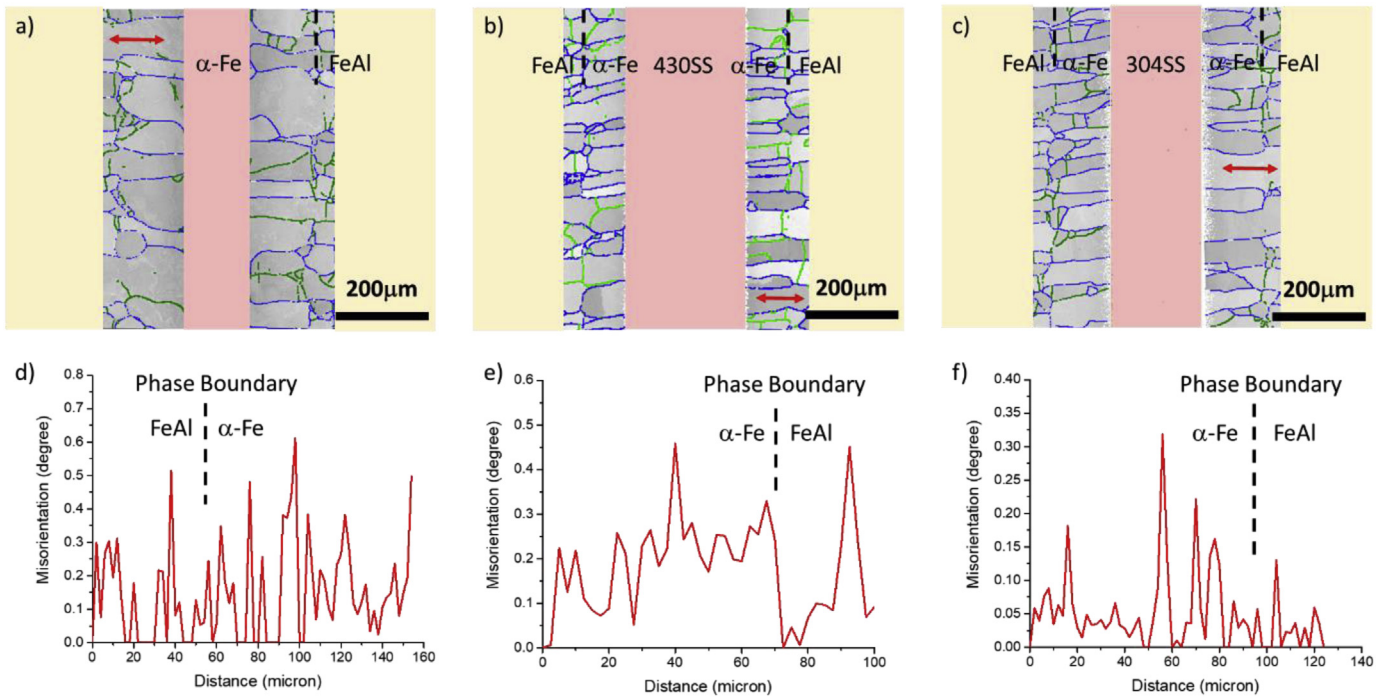 a)
α-Fe
FeAl
200μm
b)
FeAl α-Fe 430SS α-Fe FeAl
200μm
c)
FeAl α-Fe 304SS α-Fe FeAl
200μm
d)
Phase Boundary
FeAl α-Fe
Misorientation (degree)
0.8
0.7
0.6
0.5
0.4
0.3
0.2
0.1
0.0
0 20 40 60 80 100 120 140 160
Distance (micron)
e)
Phase Boundary
α-Fe FeAl
Misorientation (degree)
0.6
0.5
0.4
0.3
0.2
0.1
0.0
0 20 40 60 80 100
Distance (micron)
f)
Phase Boundary
α-Fe FeAl
Misorientation (degree)
0.40
0.35
0.30
0.25
0.20
0.15
0.10
0.05
0.00
0 20 40 60 80 100 120 140
Distance (micron)